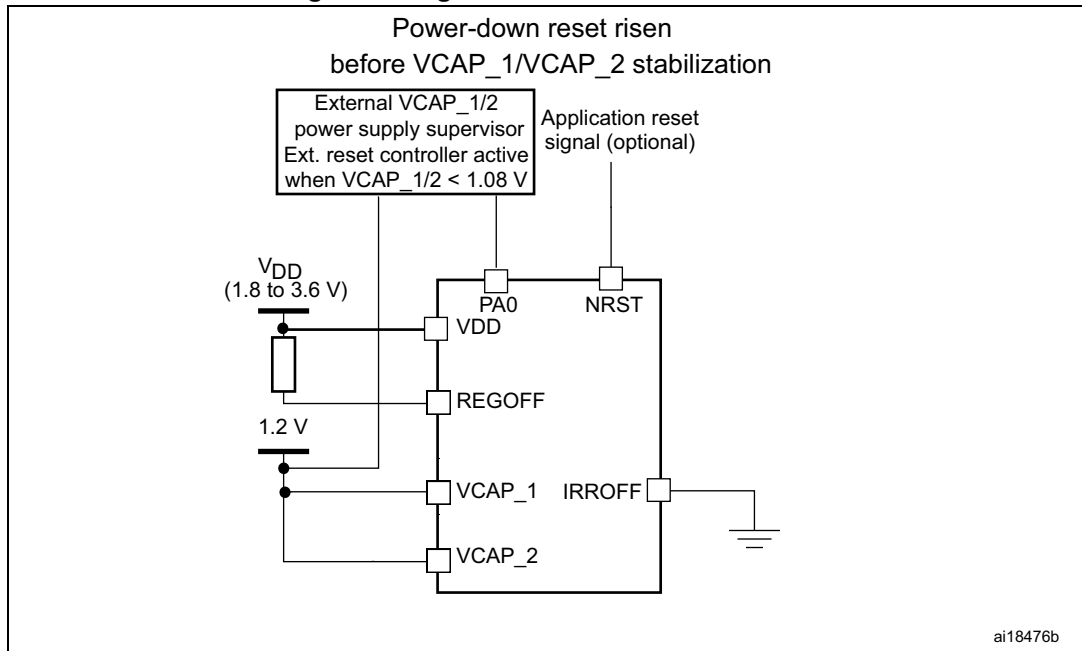 Power-down reset risen
before VCAP_1/VCAP_2 stabilization
External VCAP_1/2
power supply supervisor
Ext. reset controller active
when VCAP_1/2 < 1.08 V
Application reset
signal (optional)
VDD
(1.8 to 3.6 V)
PA0
NRST
VDD
REGOFF
1.2 V
VCAP_1
IRROFF
VCAP_2
ai18476b